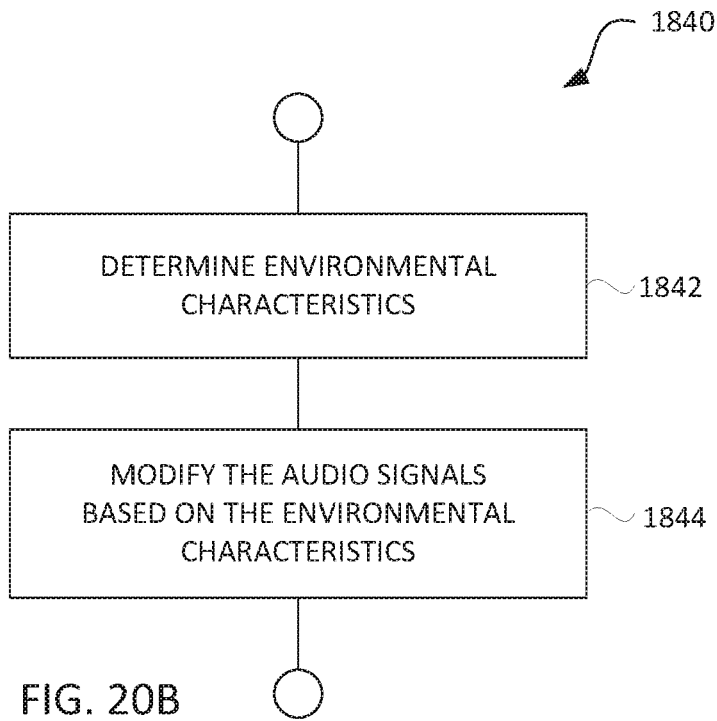 1840
DETERMINE ENVIRONMENTAL
CHARACTERISTICS
1842
MODIFY THE AUDIO SIGNALS
BASED ON THE ENVIRONMENTAL
CHARACTERISTICS
1844
FIG. 20B